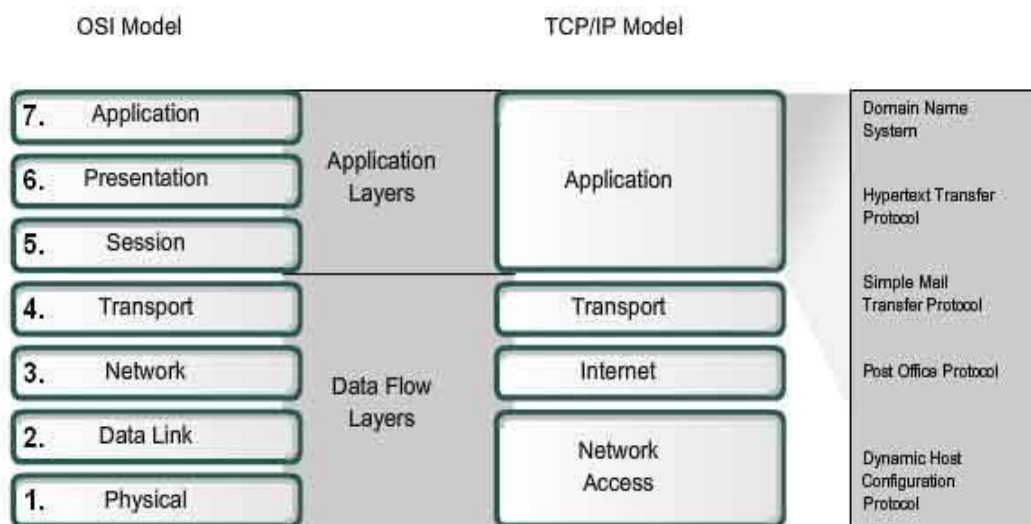 OSI Model
TCP/IP Model
7. Application
6. Presentation
5. Session
4. Transport
3. Network
2. Data Link
1. Physical
Application
Layers
Data Flow
Layers
Application
Transport
Internet
Network
Access
Domain Name
System
Hypertext Transfer
Protocol
Simple Mail
Transfer Protocol
Post Office Protocol
Dynamic Host
Configuration
Protocol